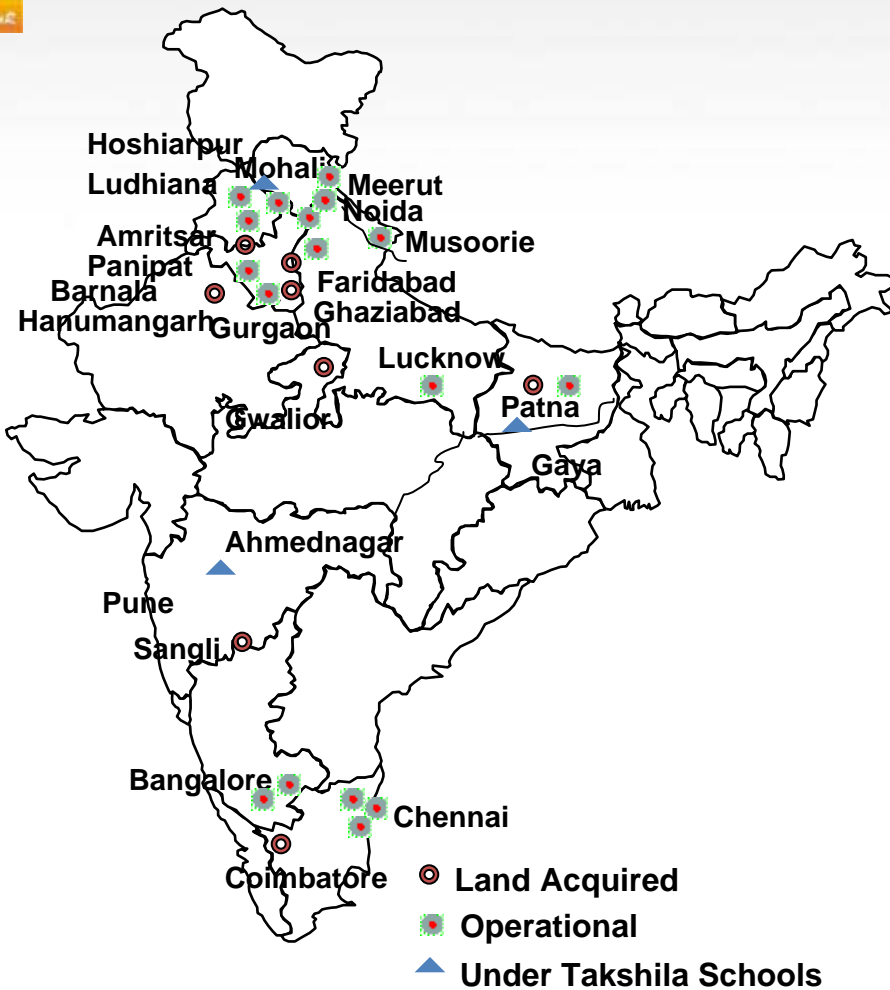 Hoshiarpur
Mohali
Ludhiana
Meerut
Noida
Amritsar
Musoorie
Panipat
Barnala
Faridabad
Hanumangarh
Gurgaon
Ghaziabad
Lucknow
Gwalior
Patna
Gaya
Ahmednagar
Pune
Sangli
Bangalore
Chennai
Coimbatore
Land Acquired
Operational
Under Takshila Schools